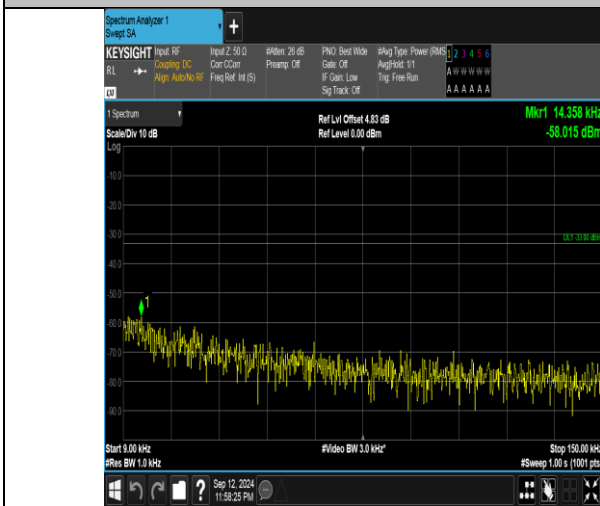 Spectrum Analyzer 1
Swept SA
+
KEYSIGHT Input: RF Input Z: 50 Ω #Atten: 26 dB PNO: Best Wide #Avg Type: Power (RMS 1 2 3 4 5 6
RL Coupling: DC Corr CCorr Preamp: Off Gate: Off Avg|Hold: 1/1 A W W W W W
Align: Auto/No RF Freq Ref: Int (S) IF Gain: Low Trig: Free Run
LXI Sig Track: Off A A A A A A
1 Spectrum Ref Lvl Offset 4.83 dB Mkr1 14.358 kHz
Scale/Div 10 dB Ref Level 0.00 dBm -58.015 dBm
Log
-10.0
-20.0
-30.0
DL1 -33.00 dBm
-40.0
-50.0
1
-60.0
-70.0
-80.0
-90.0
Start 9.00 kHz #Video BW 3.0 kHz* Stop 150.00 kHz
#Res BW 1.0 kHz #Sweep 1.00 s (1001 pts
? Sep 12, 2024
11:58:25 PM